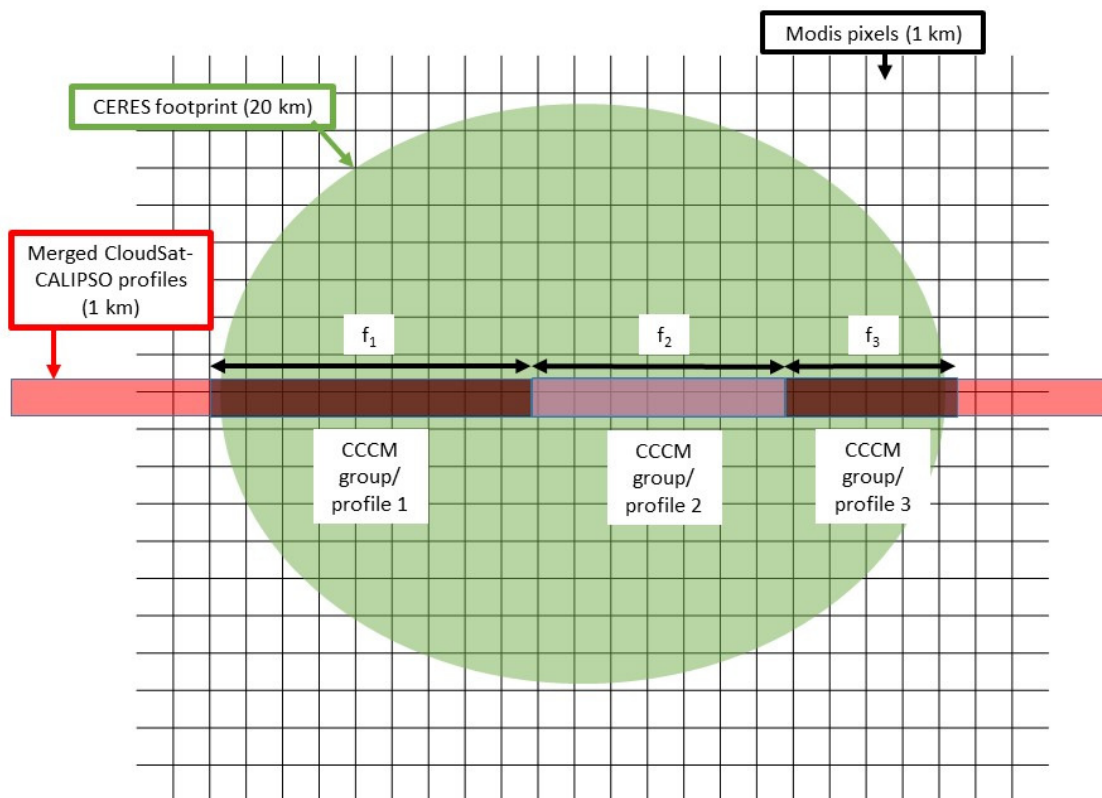 Modis pixels (1 km)
CERES footprint (20 km)
Merged CloudSat-
CALIPSO profiles
(1 km)
f₁
f₂
f₃
CCCM
group/
profile 1
CCCM
group/
profile 2
CCCM
group/
profile 3